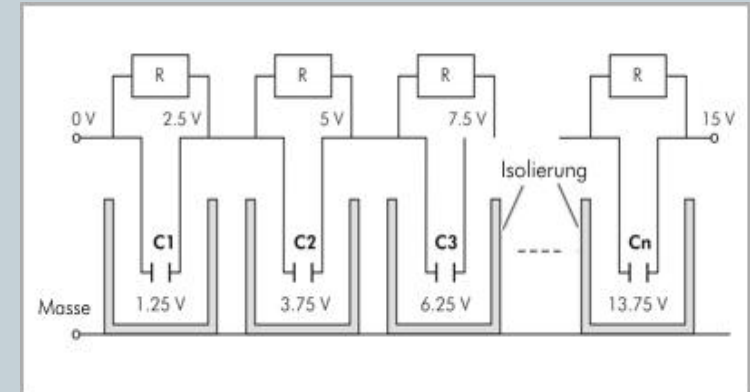 R R R R
0 V 2.5 V 5 V 7.5 V 15 V
Isolierung
C1 C2 C3 Cn
1.25 V 3.75 V 6.25 V 13.75 V
Masse